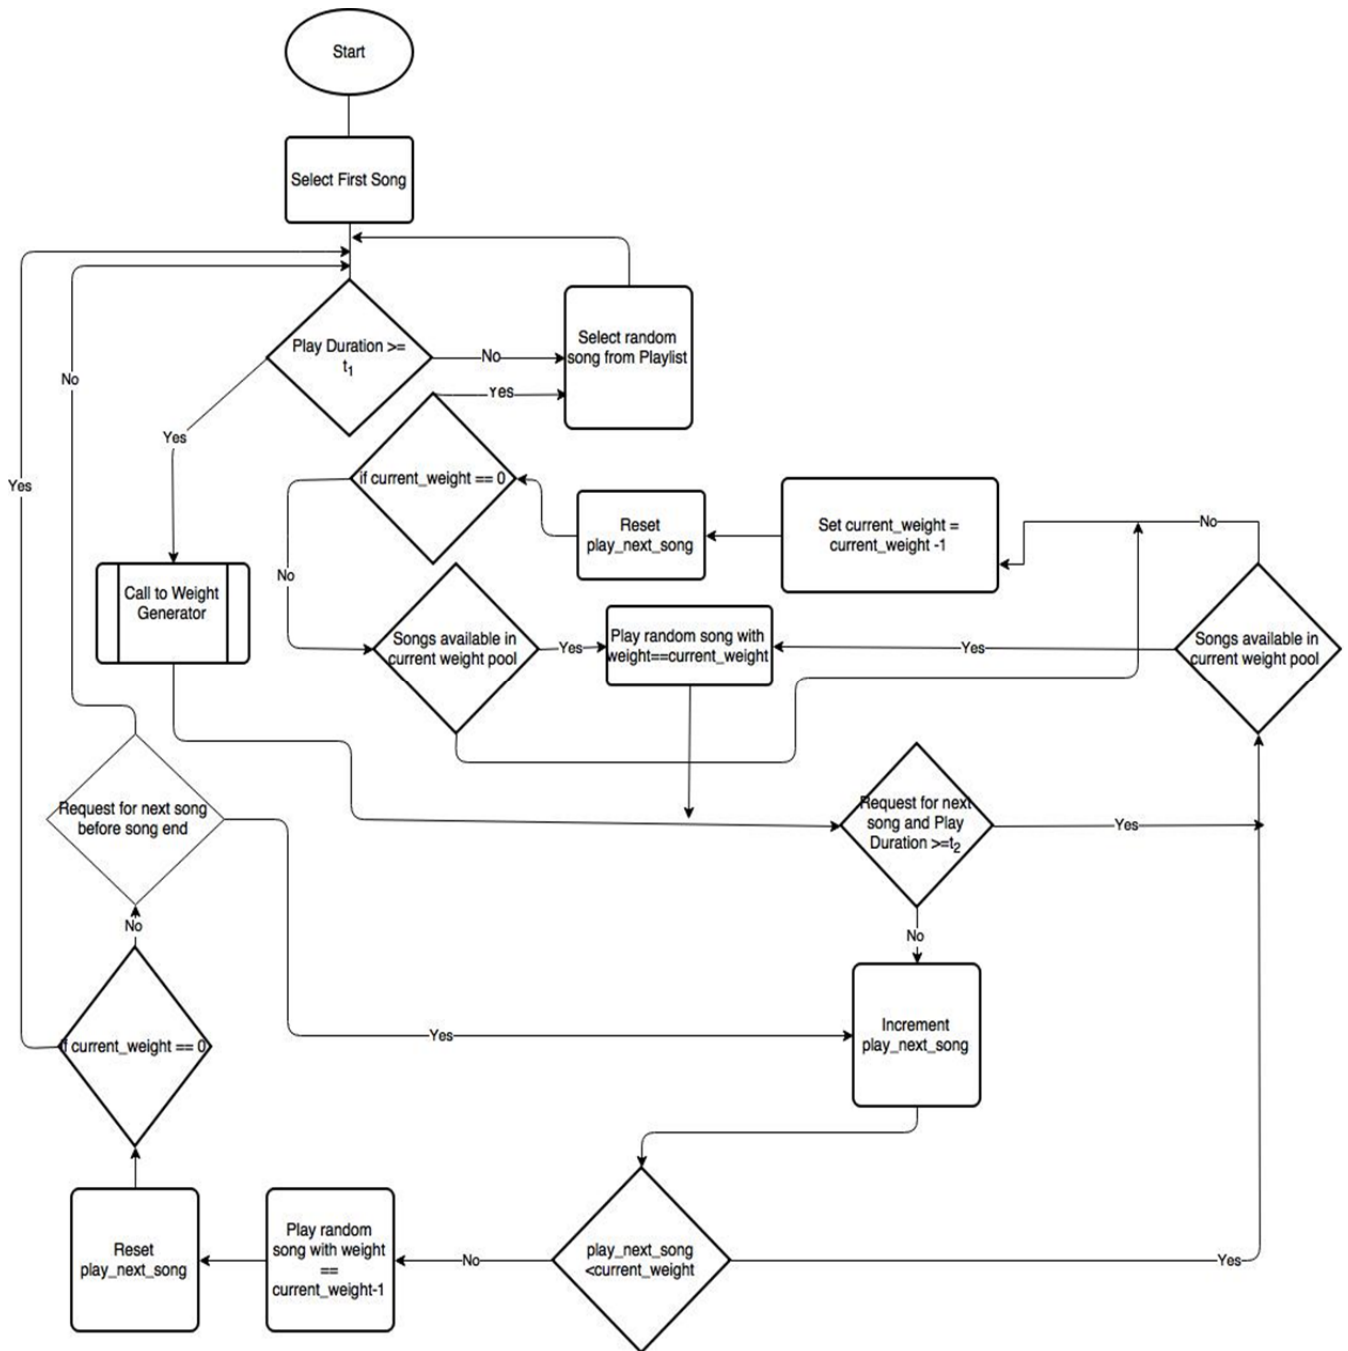 Start
Select First Song
Play Duration >=
t1
No
Select random
song from Playlist
Yes
No
Yes
Yes
if current_weight == 0
Reset
play_next_song
Set current_weight =
current_weight -1
No
No
Call to Weight
Generator
Songs available in
current weight pool
Yes
Play random song with
weight==current_weight
Yes
Songs available in
current weight pool
Request for next song
before song end
Request for next
song and Play
Duration >=t2
Yes
No
No
Yes
Increment
play_next_song
if current_weight == 0
Reset
play_next_song
Play random
song with weight
==
current_weight-1
No
play_next_song
<current_weight
Yes